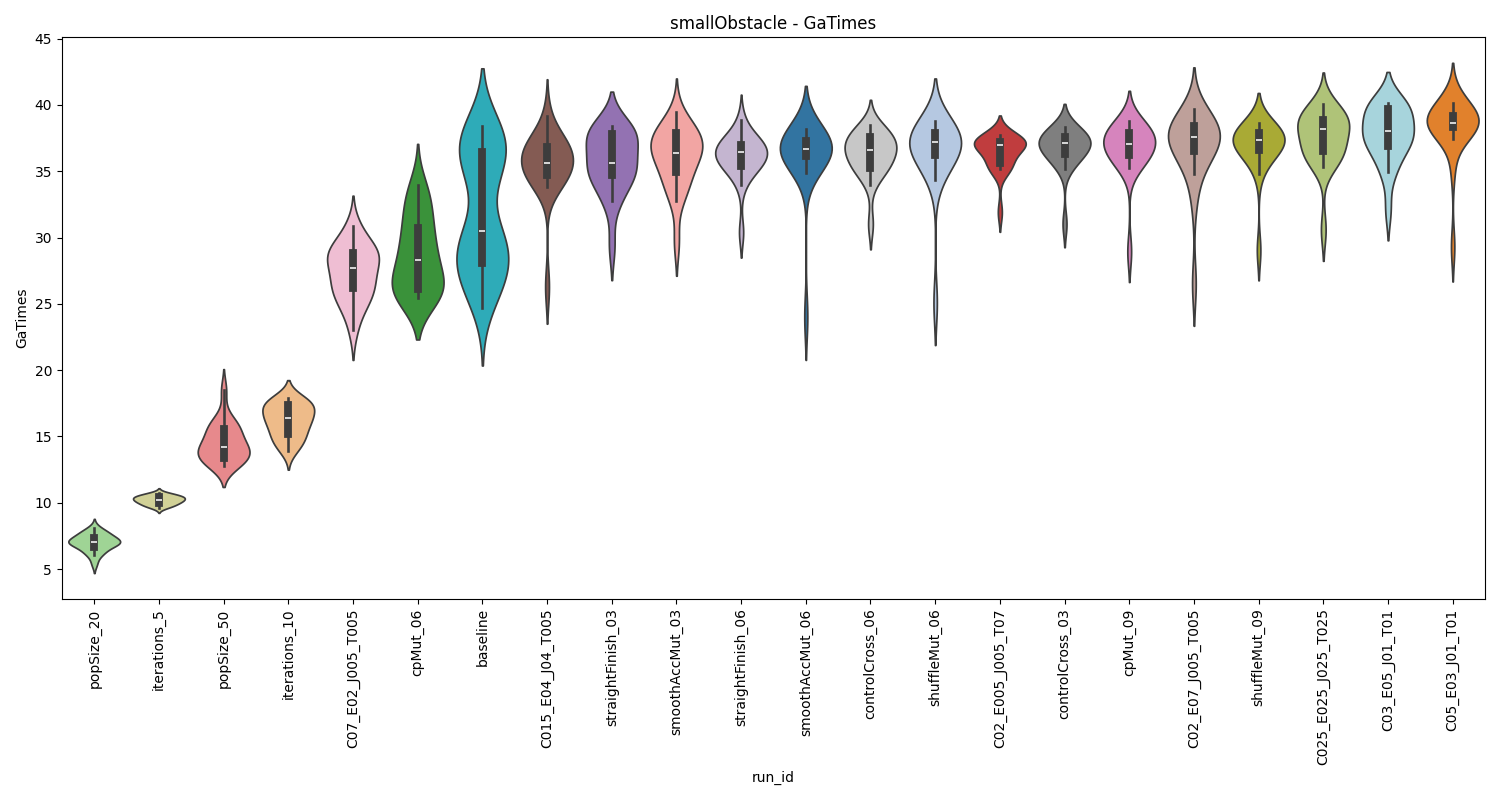 smallObstacle - GaTimes
GaTimes
45
40
35
30
25
20
15
10
5
popSize_20
iterations_5
popSize_50
iterations_10
C07_E02_J005_T005
cpMut_06
baseline
C015_E04_J04_T005
straightFinish_03
smoothAccMut_03
straightFinish_06
smoothAccMut_06
controlCross_06
shuffleMut_06
C02_E005_J005_T07
controlCross_03
cpMut_09
C02_E07_J005_T005
shuffleMut_09
C025_E025_J025_T025
C03_E05_J01_T01
C05_E03_J01_T01
run_id